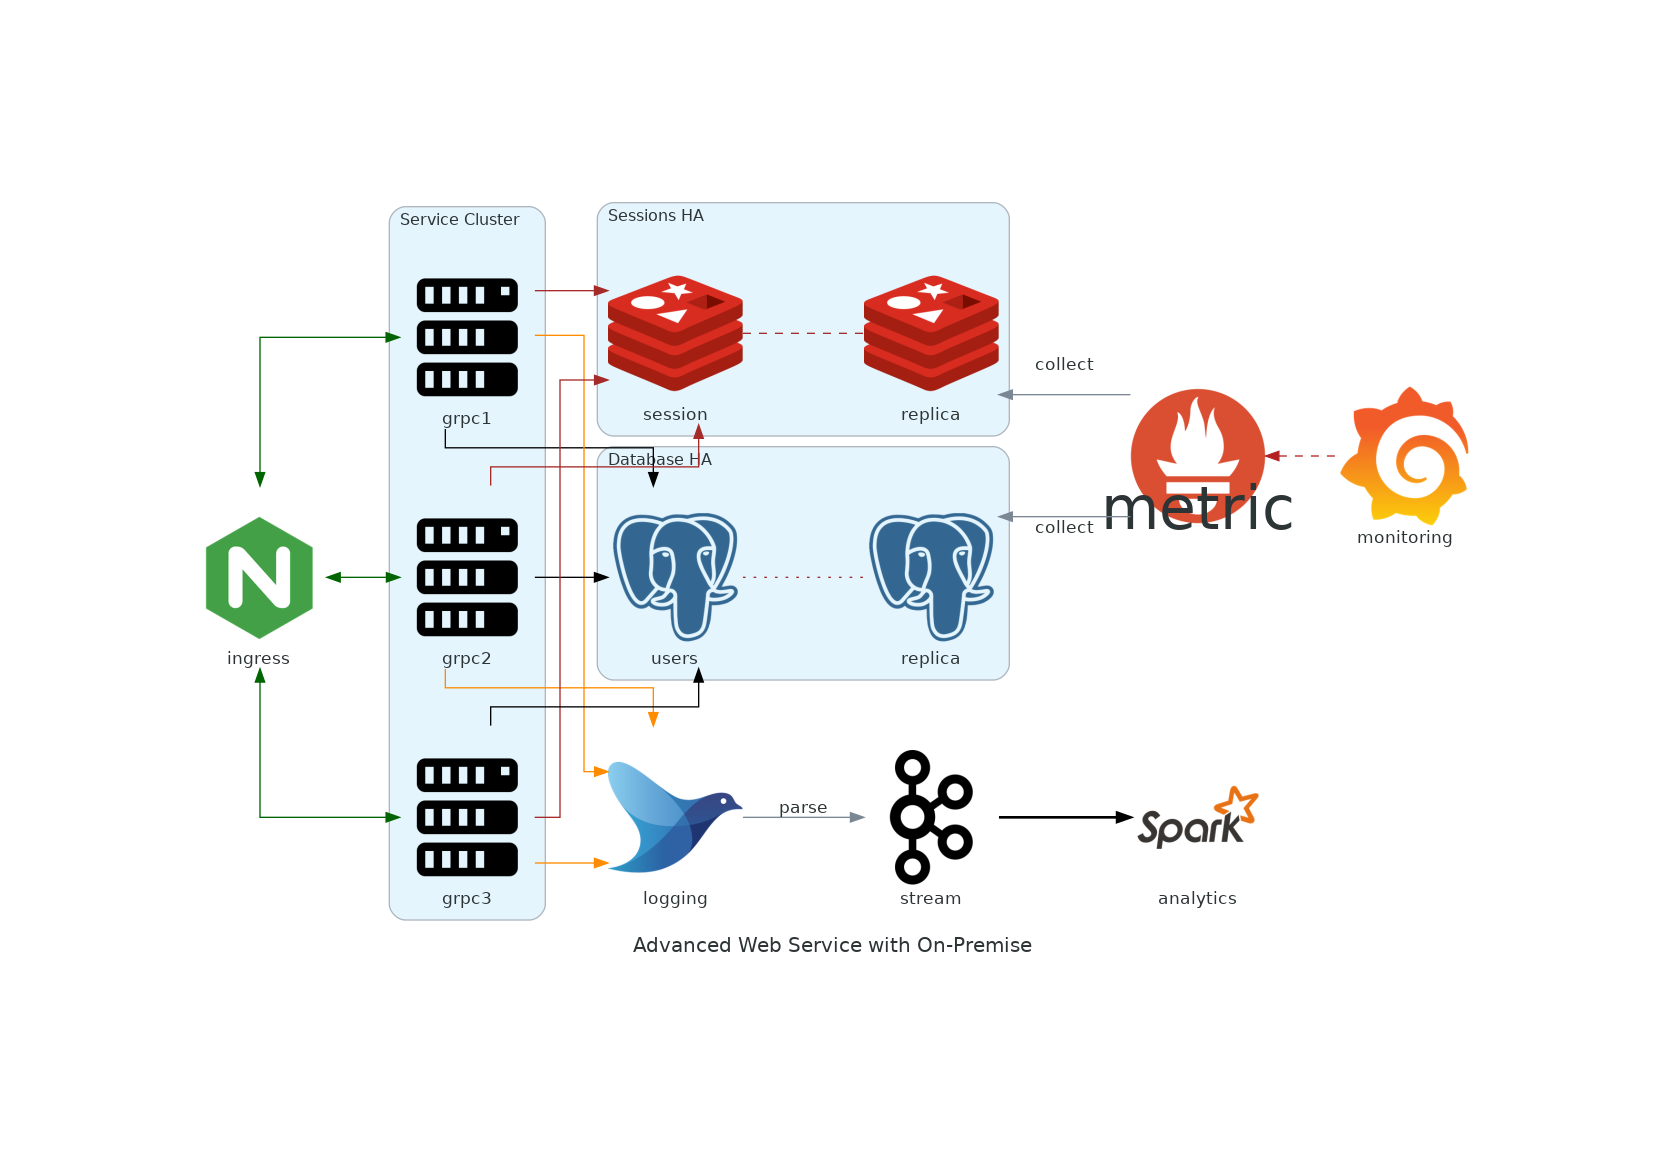 Service Cluster
Sessions HA
grpc1
session
replica
collect
Database HA
metric
collect
monitoring
N
ingress
grpc2
users
replica
parse
Spark
grpc3
logging
stream
analytics
Advanced Web Service with On-Premise